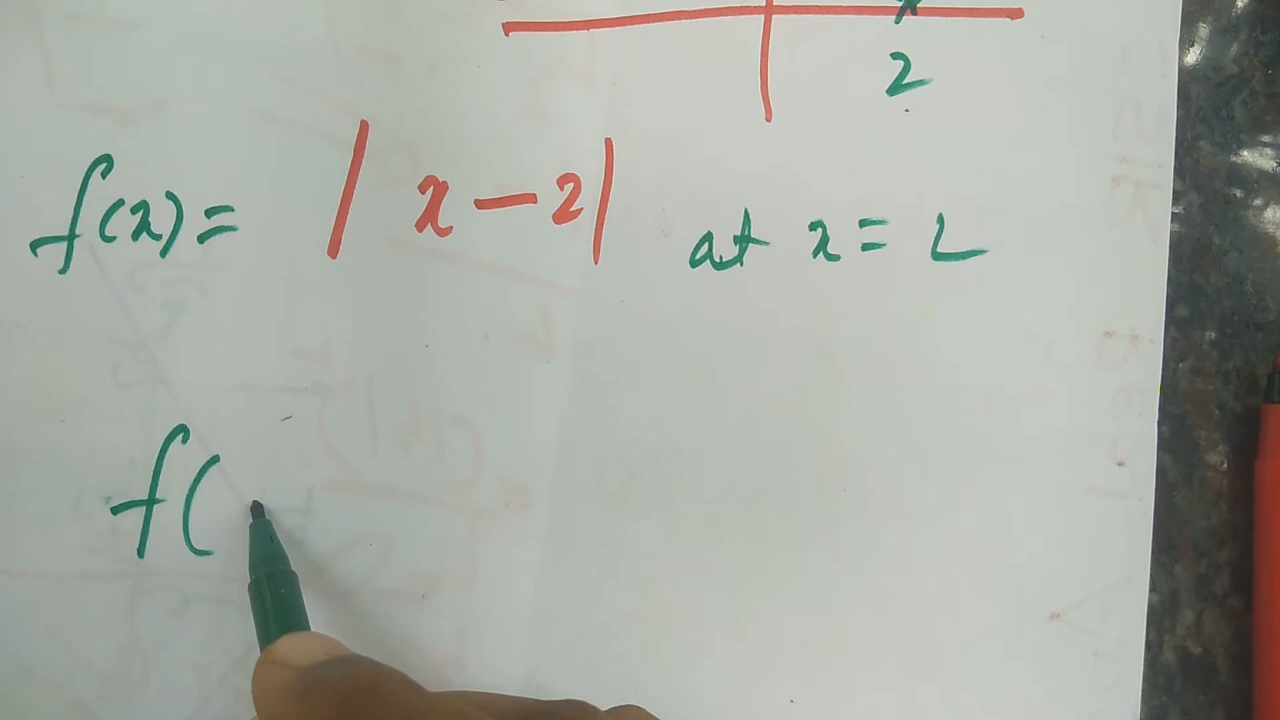 2
f(x) = |x-2| at x = 2
f(